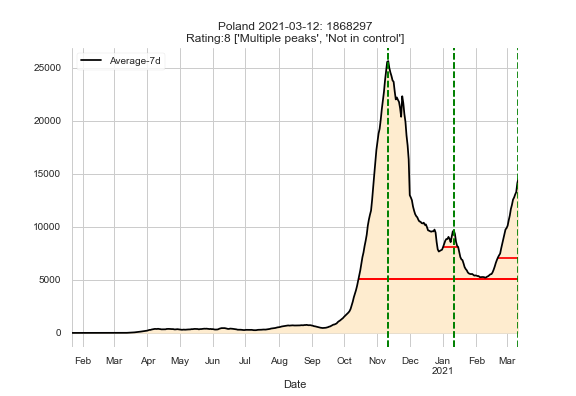 Poland 2021-03-12: 1868297
Rating:8 ['Multiple peaks', 'Not in control']
Average-7d
25000
20000
15000
10000
5000
0
Feb Mar Apr May Jun Jul Aug Sep Oct Nov Dec Jan Feb Mar
2021
Date